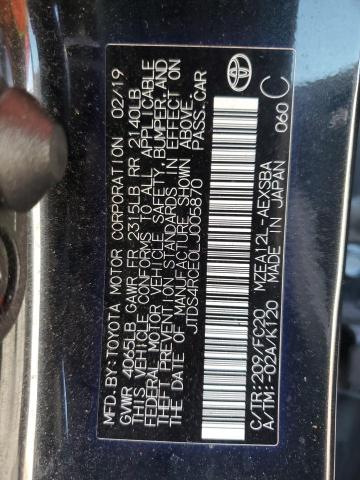 MFD.BY:TOYOTA MOTOR CORPORATION 02/19
GVWR 4065LB GAWR FR 2315LB RR 2140LB
THIS VEHICLE CONFORMS TO ALL APPLICABLE
FEDERAL MOTOR VEHICLE SAFETY, BUMPER, AND
THEFT PREVENTION STANDARDS IN EFFECT ON THE
DATE OF MANUFACTURE SHOWN ABOVE.
JTDS4RCE0LJ005870 PASS.CAR
C/TR:209/FC20 MZEA12L-AEXSBA 060 C
A/TM:-02A/K120 MADE IN JAPAN